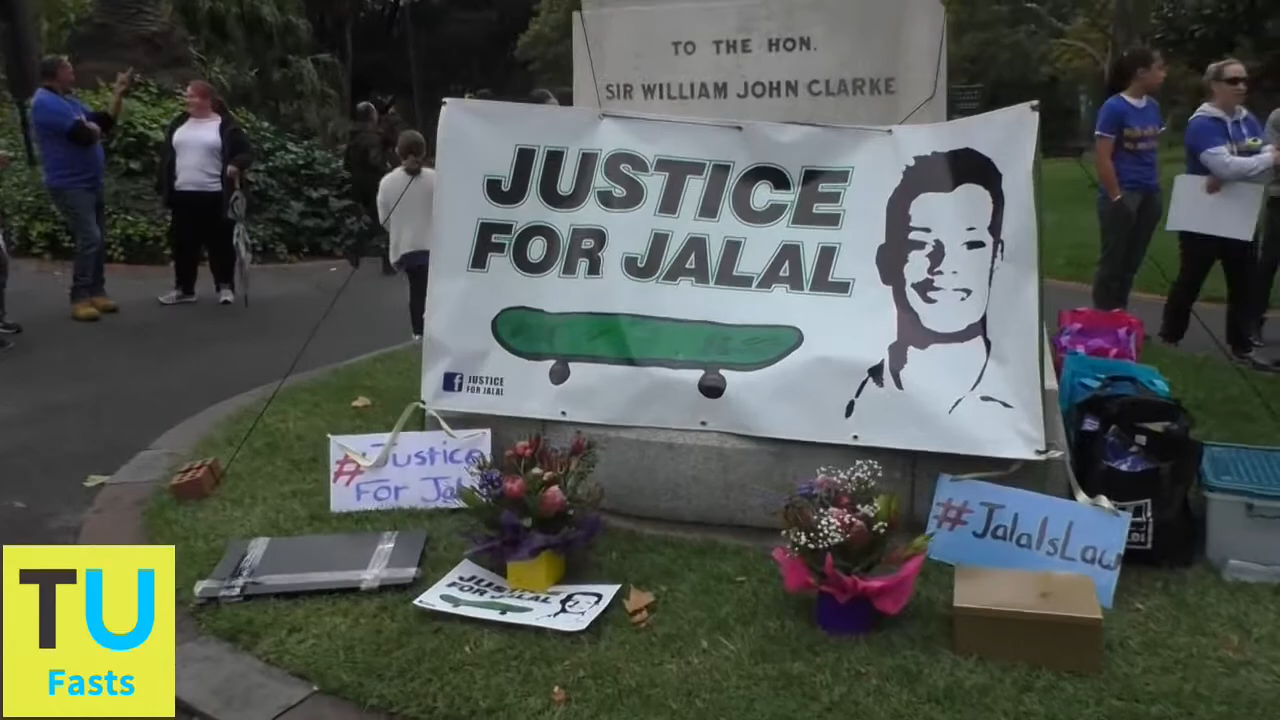 TO THE HON.
SIR WILLIAM JOHN CLARKE
JUSTICE
FOR JALAL
f JUSTICE
FOR JALAL
#Justice
For Jal
#JalalsLaw
JUSTICE
FOR JALAL
TU
Fasts